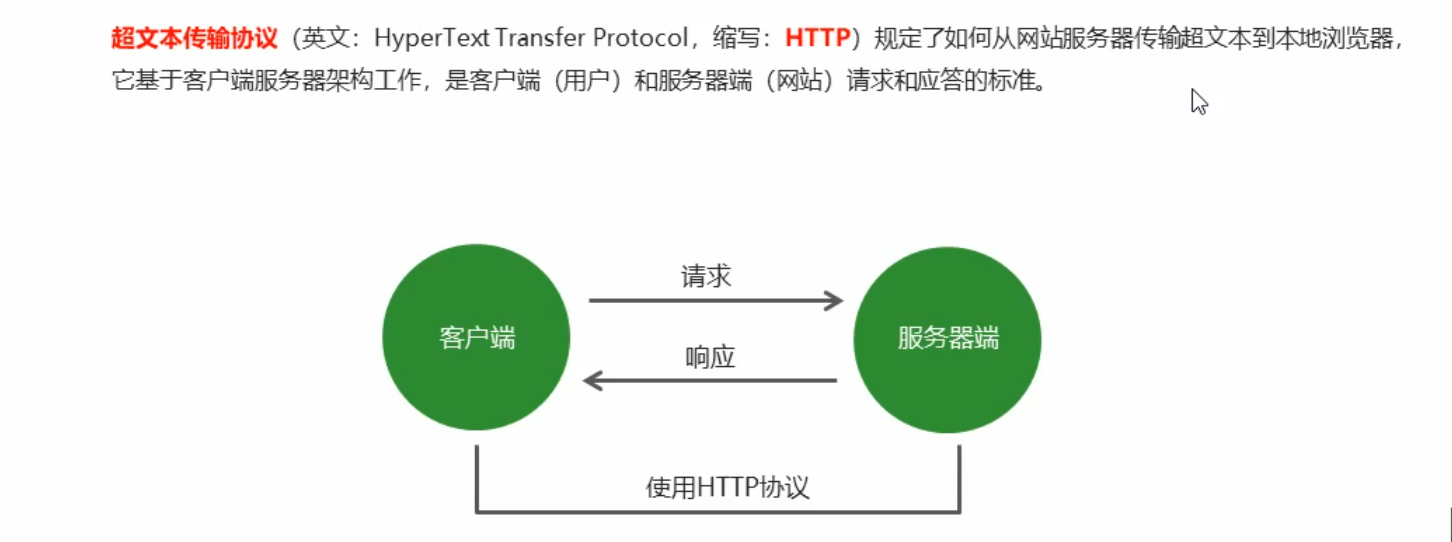 超文本传输协议（英文：HyperText Transfer Protocol，缩写：HTTP）规定了如何从网站服务器传输超文本到本地浏览器，
它基于客户端服务器架构工作，是客户端（用户）和服务器端（网站）请求和应答的标准。
请求
客户端
服务器端
响应
使用HTTP协议